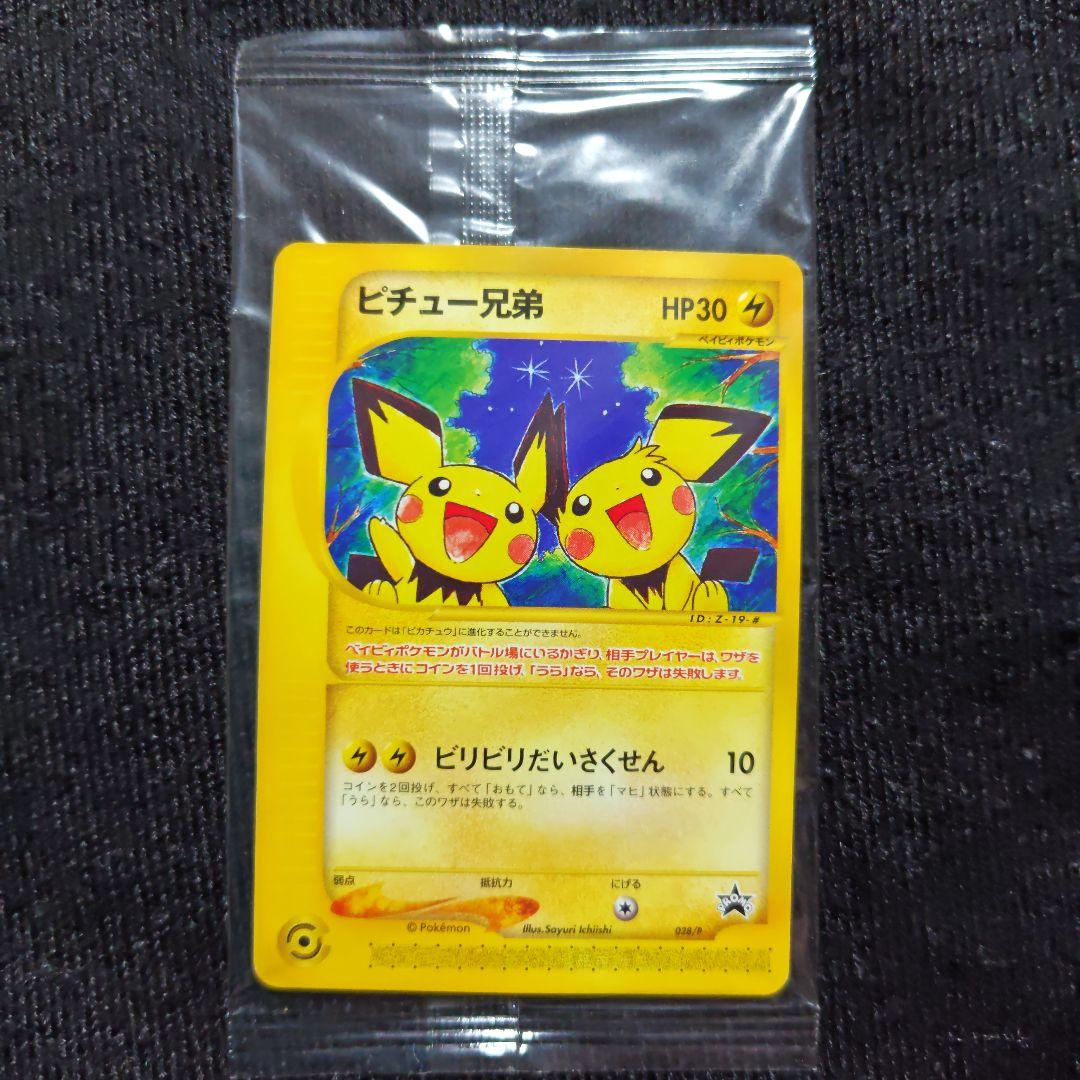 ピチュー兄弟 HP30
ベイビィポケモン
ID:Z-19-#
このカードは「ピカチュウ」に進化することができません。
ベイビィポケモンがバトル場にいるかぎり、相手プレイヤーは、ワザを
使うときにコインを1回投げ、「うら」なら、そのワザは失敗します。
ビリビリだいさくせん 10
コインを2回投げ、すべて「おもて」なら、相手を「マヒ」状態にする。すべて
「うら」なら、このワザは失敗する。
弱点 抵抗力 にげる
PROMO
© Pokémon Illus.Sayuri Ichiishi 028/P